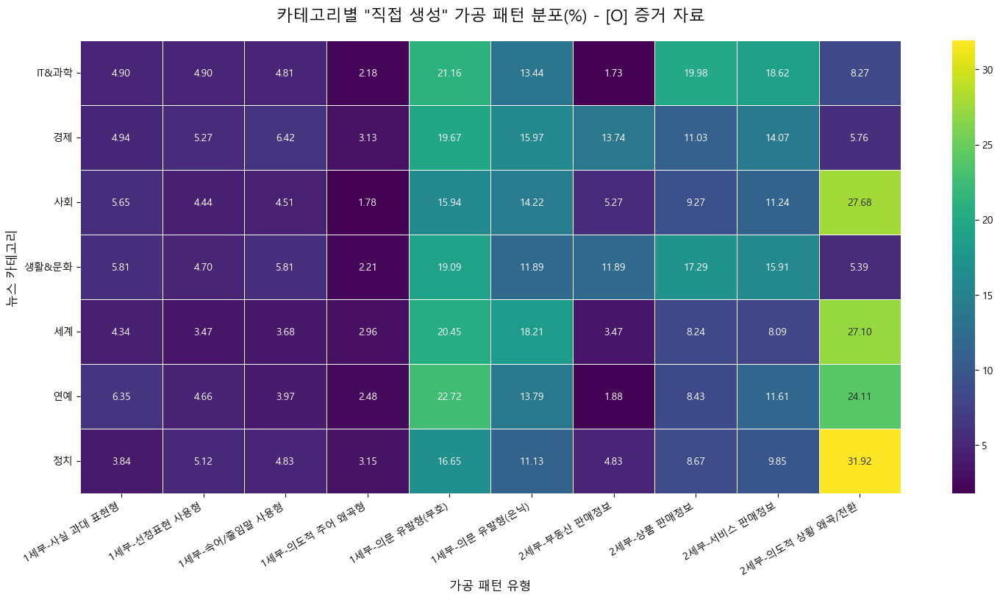 카테고리별 "직접 생성" 가공 패턴 분포(%) - [O] 증거 자료
뉴스 카테고리
IT&과학 4.90 4.90 4.81 2.18 21.16 13.44 1.73 19.98 18.62 8.27
경제 4.94 5.27 6.42 3.13 19.67 15.97 13.74 11.03 14.07 5.76
사회 5.65 4.44 4.51 1.78 15.94 14.22 5.27 9.27 11.24 27.68
생활&문화 5.81 4.70 5.81 2.21 19.09 11.89 11.89 17.29 15.91 5.39
세계 4.34 3.47 3.68 2.96 20.45 18.21 3.47 8.24 8.09 27.10
연예 6.35 4.66 3.97 2.48 22.72 13.79 1.88 8.43 11.61 24.11
정치 3.84 5.12 4.83 3.15 16.65 11.13 4.83 8.67 9.85 31.92
1세부-사실 과대 표현형
1세부-선정표현 사용형
1세부-속어/줄임말 사용형
1세부-의도적 주어 왜곡형
1세부-의문 유발형(부호)
1세부-의문 유발형(은닉)
2세부-부동산 판매정보
2세부-상품 판매정보
2세부-서비스 판매정보
2세부-의도적 상황 왜곡/전환
가공 패턴 유형
30
25
20
15
10
5